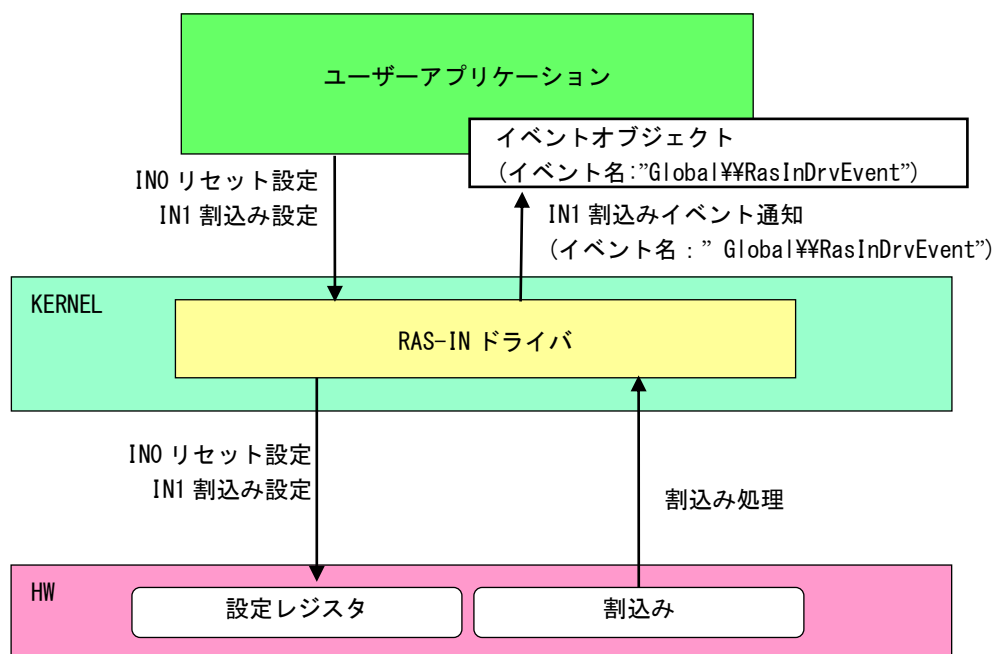 ユーザーアプリケーション
イベントオブジェクト
(イベント名:”Global¥¥RasInDrvEvent”)
IN0 リセット設定
IN1 割込み設定
IN1 割込みイベント通知
(イベント名：” Global¥¥RasInDrvEvent”)
KERNEL
RAS-IN ドライバ
IN0 リセット設定
IN1 割込み設定
割込み処理
HW
設定レジスタ
割込み